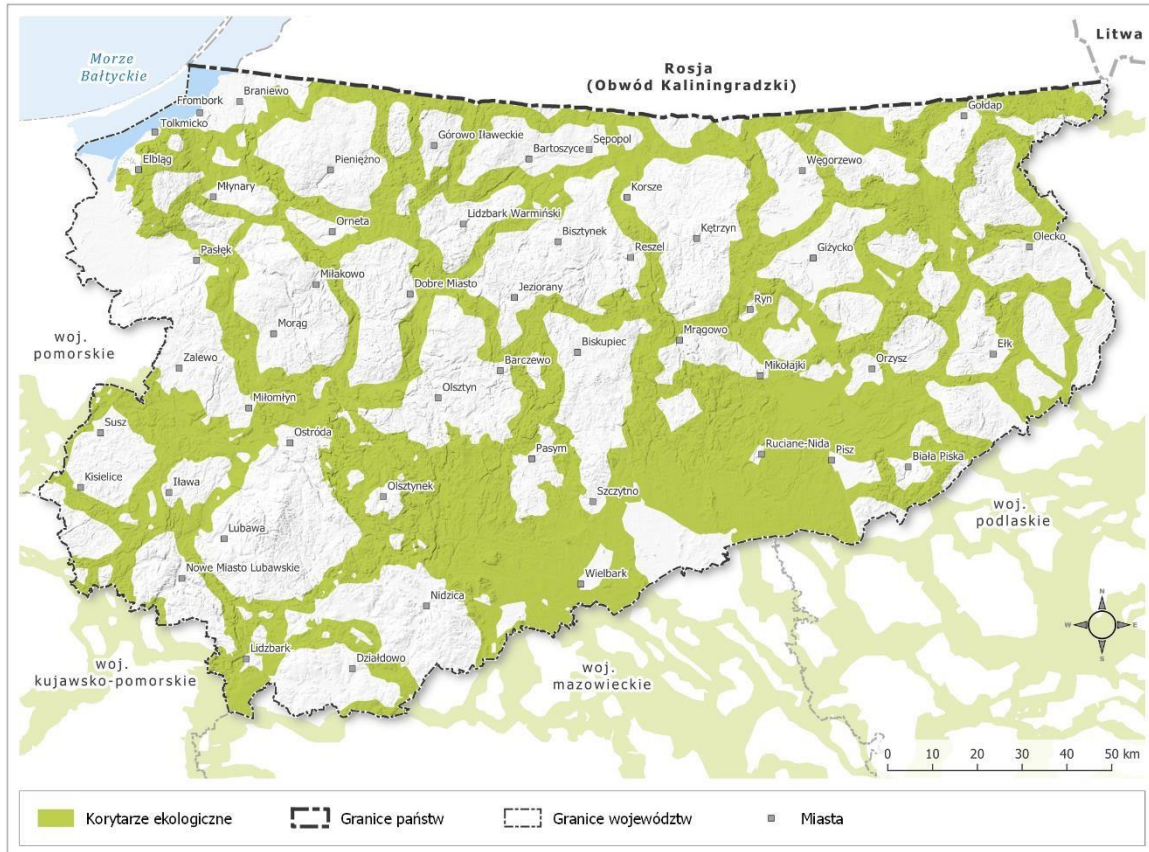 Litwa
Morze
Bałtyckie
Rosja
(Obwód Kaliningradzki)
Braniewo
Frombork
Gołdap
Tolkmicko
Górowo Iławeckie
Sępopol
Bartoszyce
Elbląg
Pieniężno
Węgorzewo
Młynary
Korsze
Lidzbark Warmiński
Orneta
Bisztynek
Kętrzyn
Olecko
Pasłęk
Reszel
Giżycko
Miłakowo
Dobre Miasto
Jeziorany
Ryn
Morąg
woj.
pomorskie
Mrągowo
Zalewo
Biskupiec
Ełk
Barczewo
Mikołajki
Orzysz
Olsztyn
Miłomłyn
Susz
Ostróda
Pasym
Ruciane-Nida
Pisz
Biała Piska
Kisielice
Iława
Olsztynek
Szczytno
woj.
podlaskie
Lubawa
Nowe Miasto Lubawskie
Wielbark
Nidzica
N
W
E
S
Lidzbark
Działdowo
woj.
kujawsko-pomorskie
woj.
mazowieckie
0 10 20 30 40 50 km
Korytarze ekologiczne
Granice państw
Granice województw
Miasta